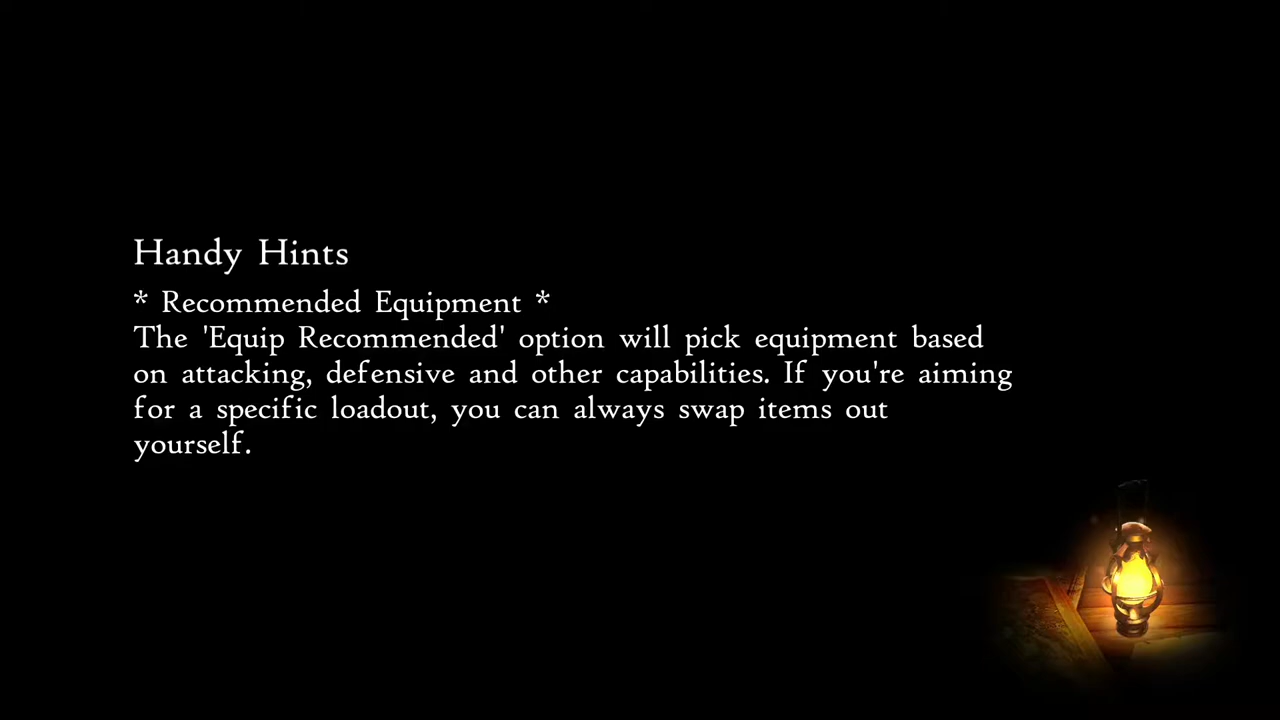 Handy Hints
* Recommended Equipment *
The 'Equip Recommended' option will pick equipment based
on attacking, defensive and other capabilities. If you're aiming
for a specific loadout, you can always swap items out
yourself.